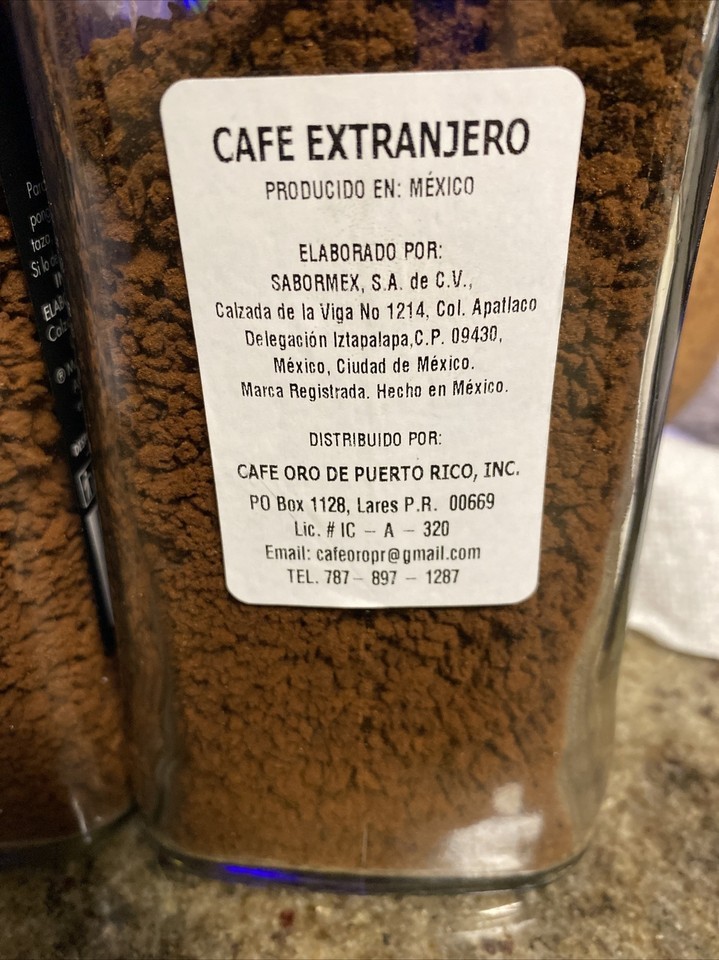 CAFE EXTRANJERO
PRODUCIDO EN: MÉXICO
ELABORADO POR:
SABORMEX, S.A. de C.V.,
Calzada de la Viga No 1214, Col. Apatlaco
Delegación Iztapalapa,C.P. 09430,
México, Ciudad de México.
Marca Registrada. Hecho en México.
DISTRIBUIDO POR:
CAFE ORO DE PUERTO RICO, INC.
PO Box 1128, Lares P.R. 00669
Lic. # IC – A – 320
Email: cafeoropr@gmail.com
TEL. 787 – 897 – 1287
taza